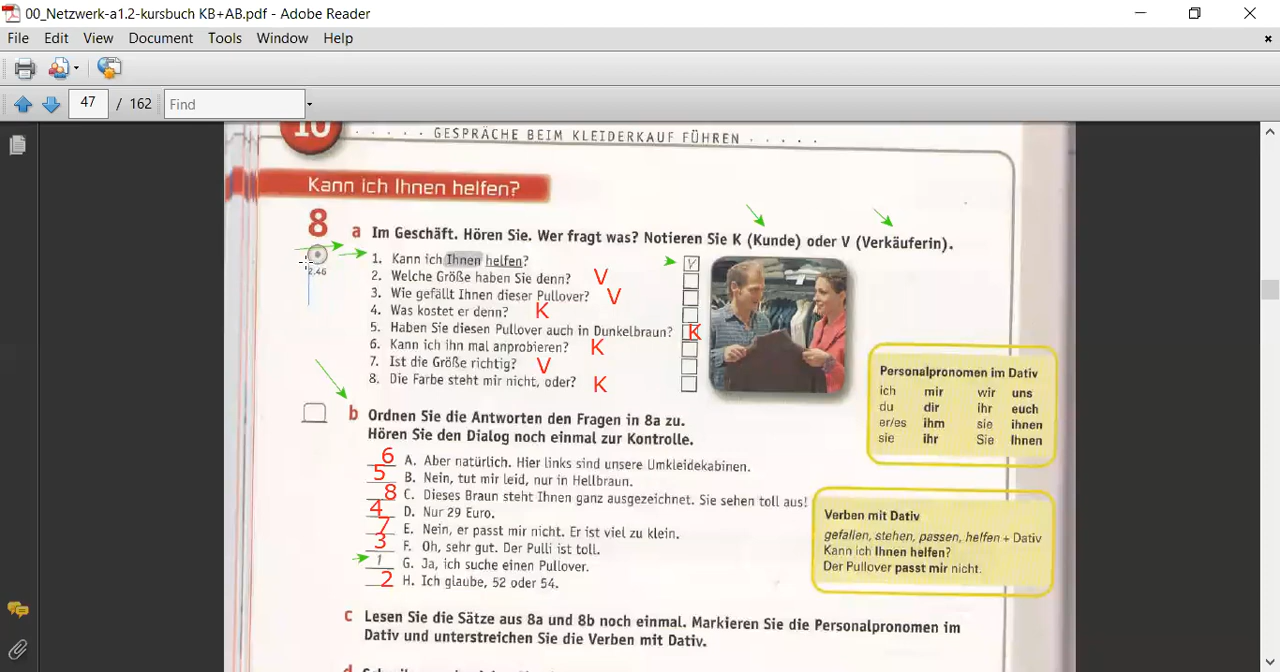 00_Netzwerk-a1.2-kursbuch KB+AB.pdf - Adobe Reader
File Edit View Document Tools Window Help
47 / 162 Find
10 GESPRÄCHE BEIM KLEIDERKAUF FÜHREN
Kann ich Ihnen helfen?
8
2.46
a Im Geschäft. Hören Sie. Wer fragt was? Notieren Sie K (Kunde) oder V (Verkäuferin).
1. Kann ich Ihnen helfen? V
2. Welche Größe haben Sie denn? V
3. Wie gefällt Ihnen dieser Pullover? V
4. Was kostet er denn? K
5. Haben Sie diesen Pullover auch in Dunkelbraun? K
6. Kann ich ihn mal anprobieren? K
7. Ist die Größe richtig? V
8. Die Farbe steht mir nicht, oder? K
Personalpronomen im Dativ
ich mir wir uns
du dir ihr euch
er/es ihm sie ihnen
sie ihr Sie Ihnen
b Ordnen Sie die Antworten den Fragen in 8a zu.
Hören Sie den Dialog noch einmal zur Kontrolle.
6 A. Aber natürlich. Hier links sind unsere Umkleidekabinen.
5 B. Nein, tut mir leid, nur in Hellbraun.
8 C. Dieses Braun steht Ihnen ganz ausgezeichnet. Sie sehen toll aus!
4 D. Nur 29 Euro.
7 E. Nein, er passt mir nicht. Er ist viel zu klein.
3 F. Oh, sehr gut. Der Pulli ist toll.
1 G. Ja, ich suche einen Pullover.
2 H. Ich glaube, 52 oder 54.
Verben mit Dativ
gefallen, stehen, passen, helfen + Dativ
Kann ich Ihnen helfen?
Der Pullover passt mir nicht.
c Lesen Sie die Sätze aus 8a und 8b noch einmal. Markieren Sie die Personalpronomen im
Dativ und unterstreichen Sie die Verben mit Dativ.
d